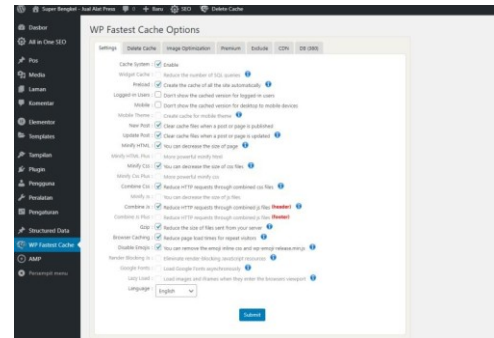 Super Bengkel - Jual Alat Press
+ Baru
SEO
Delete Cache
Dasbor
All in One SEO
Pos
Media
Laman
Komentar
Elementor
Templates
Tampilan
Plugin
Pengguna
Peralatan
Pengaturan
Structured Data
WP Fastest Cache
AMP
Persempit menu
WP Fastest Cache Options
Settings Delete Cache Image Optimization Premium Exclude CDN DB
Cache System : Enable
Widget Cache : Reduce the number of SQL queries
Preload : Create the cache of all the site automatically
Logged-in Users : Don't show the cached version for logged-in users
Mobile : Don't show the cached version for desktop to mobile devices
Mobile Theme : Create cache for mobile theme
New Post : Clear cache files when a post or page is published
Update Post : Clear cache files when a post or page is updated
Minify HTML : You can decrease the size of page
Minify HTML Plus : More powerful minify html
Minify Css : You can decrease the size of css files
Minify Css Plus : More powerful minify css
Combine Css : Reduce HTTP requests through combined css files
Minify Js : You can decrease the size of js files
Combine Js : Reduce HTTP requests through combined js files (header)
Combine Js Plus : Reduce HTTP requests through combined js files (footer)
Gzip : Reduce the size of files sent from your server
Browser Caching : Reduce page load times for repeat visitors
Disable Emojis : You can remove the emoji inline css and wp-emoji-release.min.js
Render Blocking Js : Eliminate render-blocking JavaScript resources
Google Fonts : Load Google Fonts asynchronously
Lazy Load : Load images and iframes when they enter the browsers viewport
Language : English
Submit